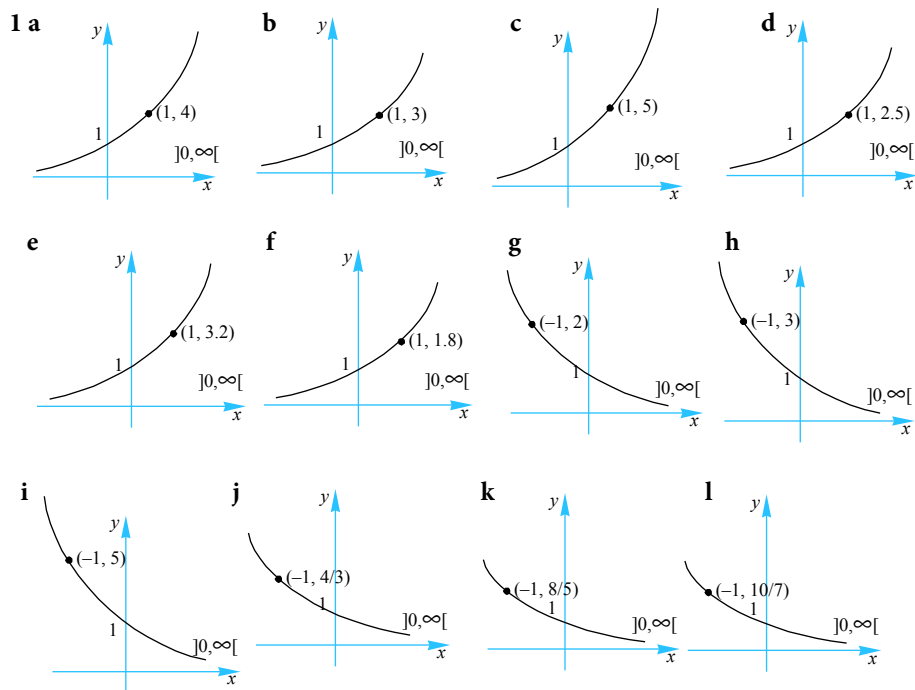 1 a b c d
y y y y
(1, 4) (1, 3) (1, 5) (1, 2.5)
1 1 1 1
]0,∞[ ]0,∞[ ]0,∞[ ]0,∞[
x x x x
e f g h
y y y y
(1, 3.2) (1, 1.8) (–1, 2) (–1, 3)
1 1 1 1
]0,∞[ ]0,∞[ ]0,∞[ ]0,∞[
x x x x
i j k l
y y y y
(–1, 5) (–1, 4/3) (–1, 8/5) (–1, 10/7)
1 1 1 1
]0,∞[ ]0,∞[ ]0,∞[ ]0,∞[
x x x x